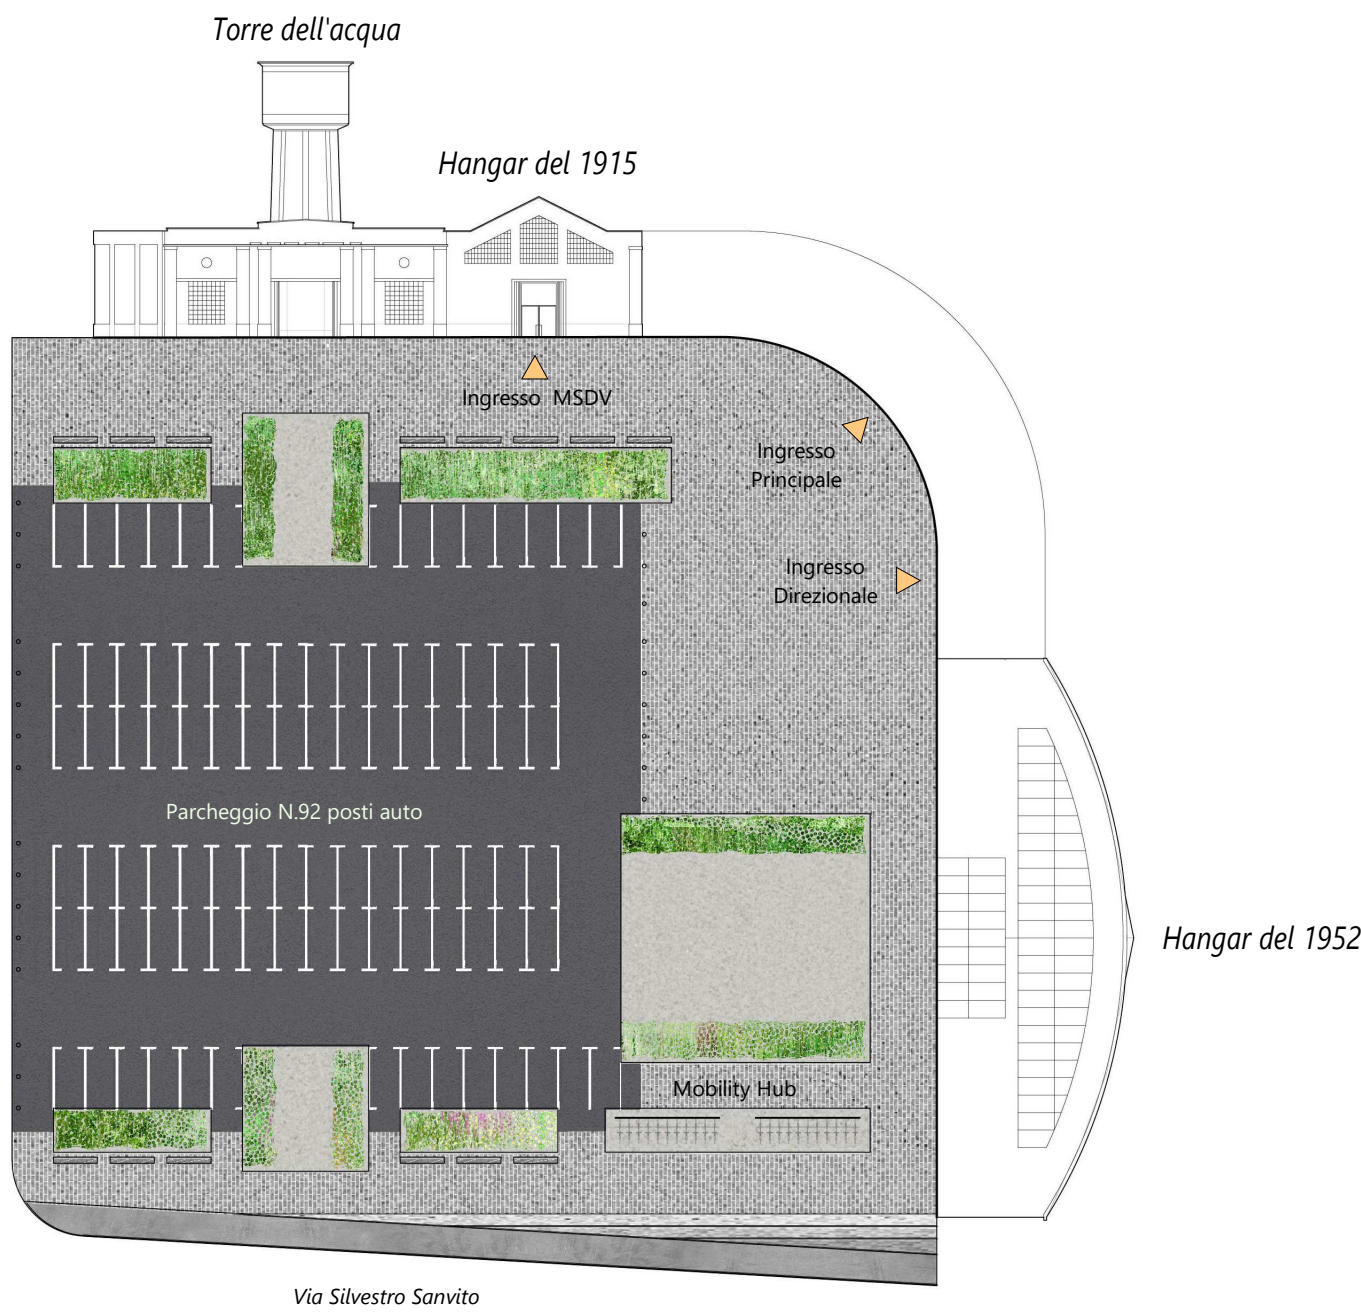 Torre dell'acqua
Hangar del 1915
Ingresso MSDV
Ingresso
Principale
Ingresso
Direzionale
Parcheggio N.92 posti auto
Hangar del 1952
Mobility Hub
Via Silvestro Sanvito